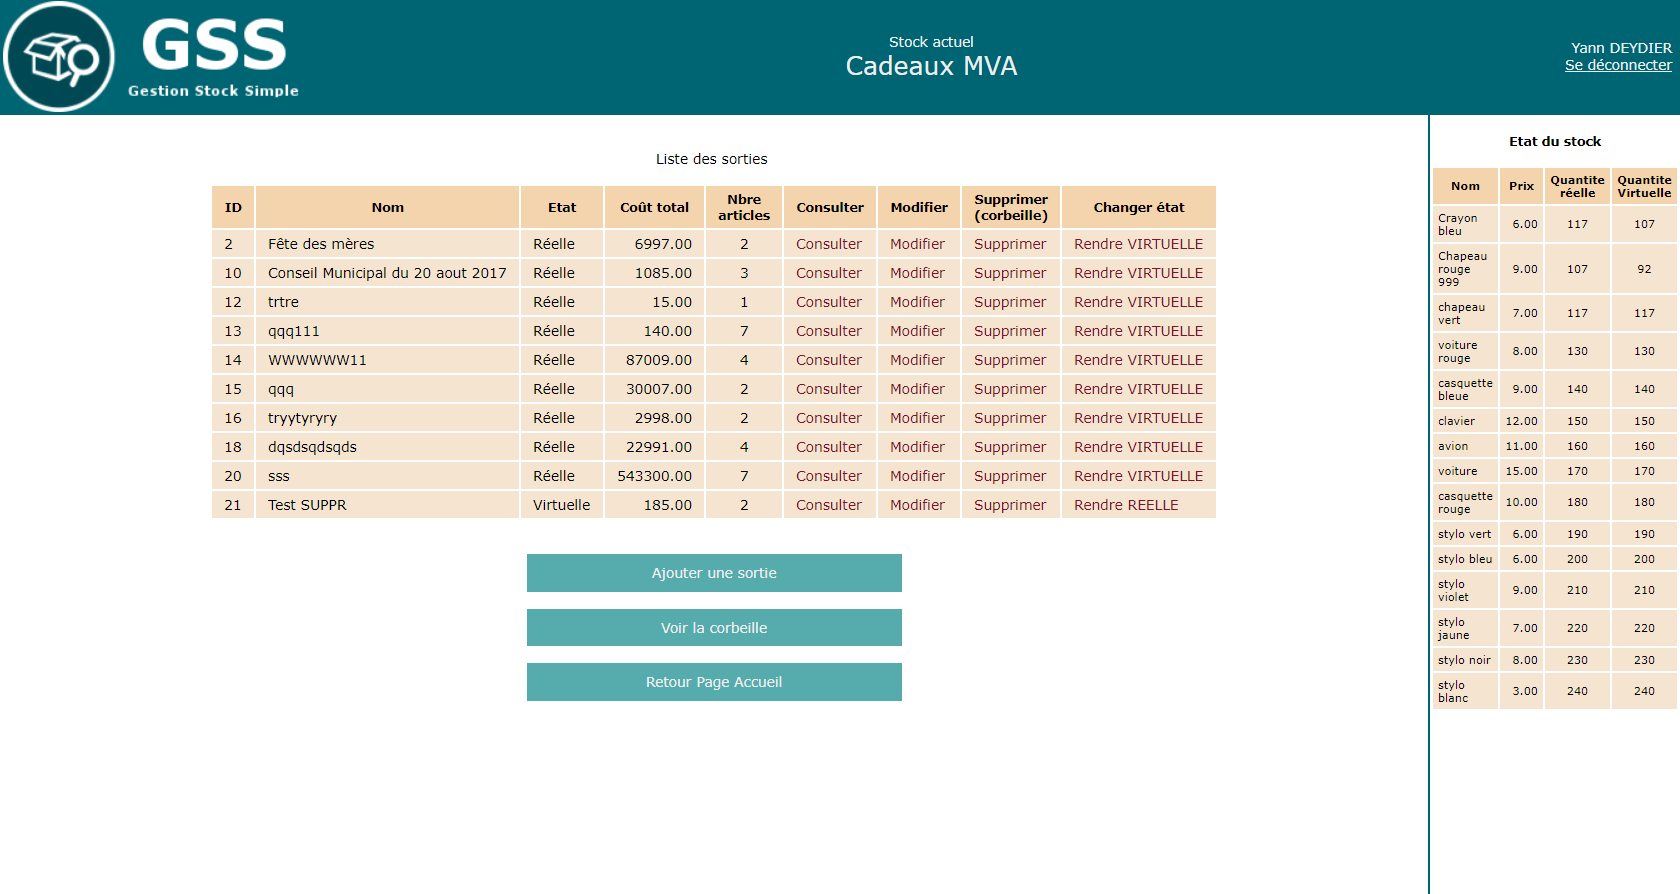 GSS
Gestion Stock Simple
Stock actuel
Cadeaux MVA
Yann DEYDIER
Se déconnecter
Liste des sorties
ID Nom Etat Coût total Nbre articles Consulter Modifier Supprimer (corbeille) Changer état
2 Fête des mères Réelle 6997.00 2 Consulter Modifier Supprimer Rendre VIRTUELLE
10 Conseil Municipal du 20 aout 2017 Réelle 1085.00 3 Consulter Modifier Supprimer Rendre VIRTUELLE
12 trtre Réelle 15.00 1 Consulter Modifier Supprimer Rendre VIRTUELLE
13 qqq111 Réelle 140.00 7 Consulter Modifier Supprimer Rendre VIRTUELLE
14 WWWWWW11 Réelle 87009.00 4 Consulter Modifier Supprimer Rendre VIRTUELLE
15 qqq Réelle 30007.00 2 Consulter Modifier Supprimer Rendre VIRTUELLE
16 tryytyryry Réelle 2998.00 2 Consulter Modifier Supprimer Rendre VIRTUELLE
18 dqsdsqdsqds Réelle 22991.00 4 Consulter Modifier Supprimer Rendre VIRTUELLE
20 sss Réelle 543300.00 7 Consulter Modifier Supprimer Rendre VIRTUELLE
21 Test SUPPR Virtuelle 185.00 2 Consulter Modifier Supprimer Rendre REELLE
Ajouter une sortie
Voir la corbeille
Retour Page Accueil
Etat du stock
Nom Prix Quantite réelle Quantite Virtuelle
Crayon bleu 6.00 117 107
Chapeau rouge 999 9.00 107 92
chapeau vert 7.00 117 117
voiture rouge 8.00 130 130
casquette bleue 9.00 140 140
clavier 12.00 150 150
avion 11.00 160 160
voiture 15.00 170 170
casquette rouge 10.00 180 180
stylo vert 6.00 190 190
stylo bleu 6.00 200 200
stylo violet 9.00 210 210
stylo jaune 7.00 220 220
stylo noir 8.00 230 230
stylo blanc 3.00 240 240